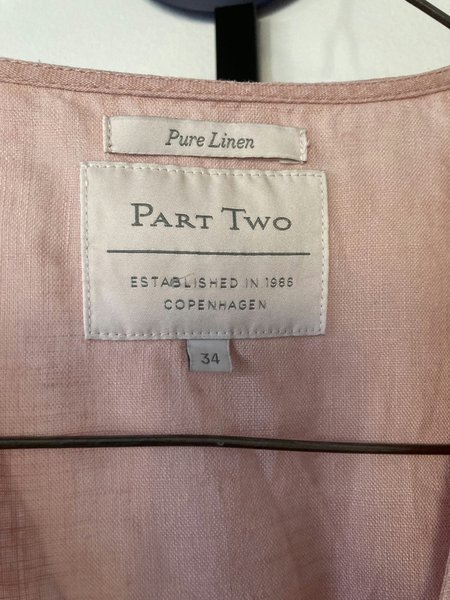 Pure Linen
PART TWO
ESTABLISHED IN 1986
COPENHAGEN
34